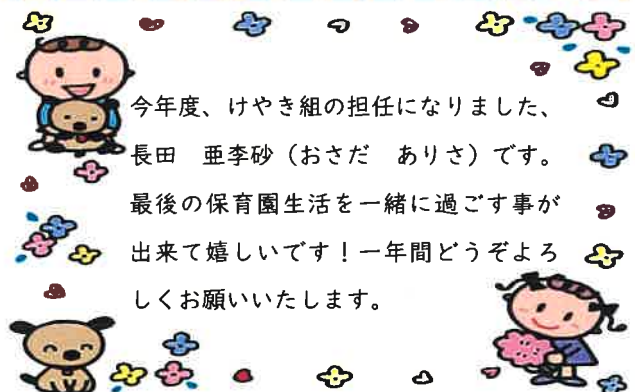 今年度、けやき組の担任になりました、
長田　亜李砂（おさだ　ありさ）です。
最後の保育園生活を一緒に過ごす事が
出来て嬉しいです！一年間どうぞよろ
しくお願いいたします。